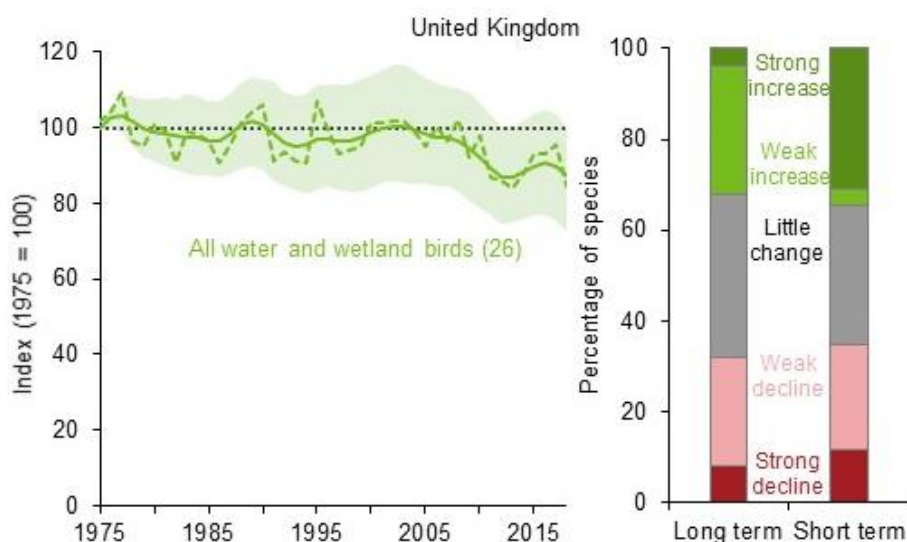 United Kingdom
120
100
80
60
40
20
0
Index (1975 = 100)
All water and wetland birds (26)
1975
1985
1995
2005
2015
100
80
60
40
20
0
Percentage of species
Strong
increase
Weak
increase
Little
change
Weak
decline
Strong
decline
Long term
Short term